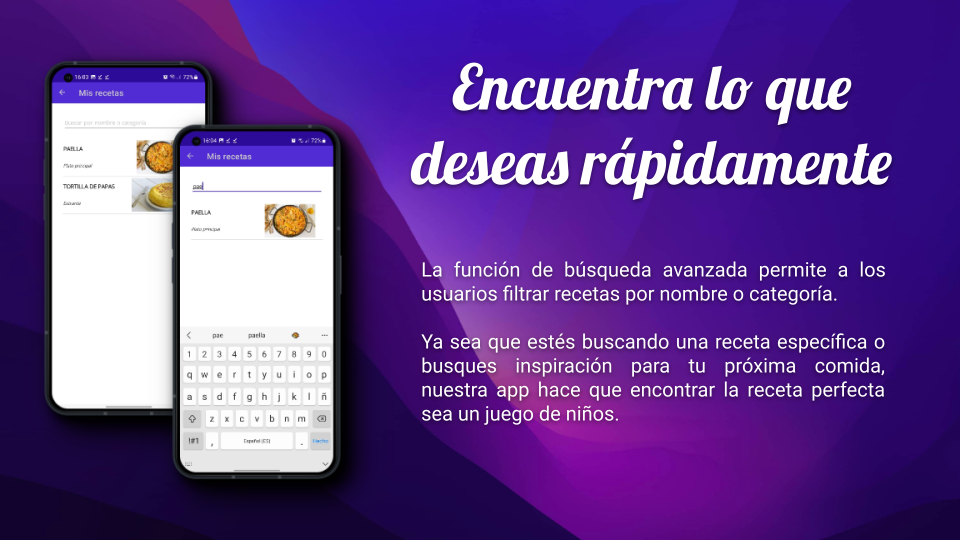 Encuentra lo que
deseas rápidamente
La función de búsqueda avanzada permite a los
usuarios filtrar recetas por nombre o categoría.
Ya sea que estés buscando una receta específica o
busques inspiración para tu próxima comida,
nuestra app hace que encontrar la receta perfecta
sea un juego de niños.
16:03
72%
Mis recetas
Buscar por nombre o categoría
PAELLA
Plato principal
TORTILLA DE PAPAS
16:04
72%
Mis recetas
pae
PAELLA
Plato principal
pae paella
1 2 3 4 5 6 7 8 9 0
q w e r t y u i o p
a s d f g h j k l ñ
z x c v b n m
!#1 , Español (ES) . Hecho